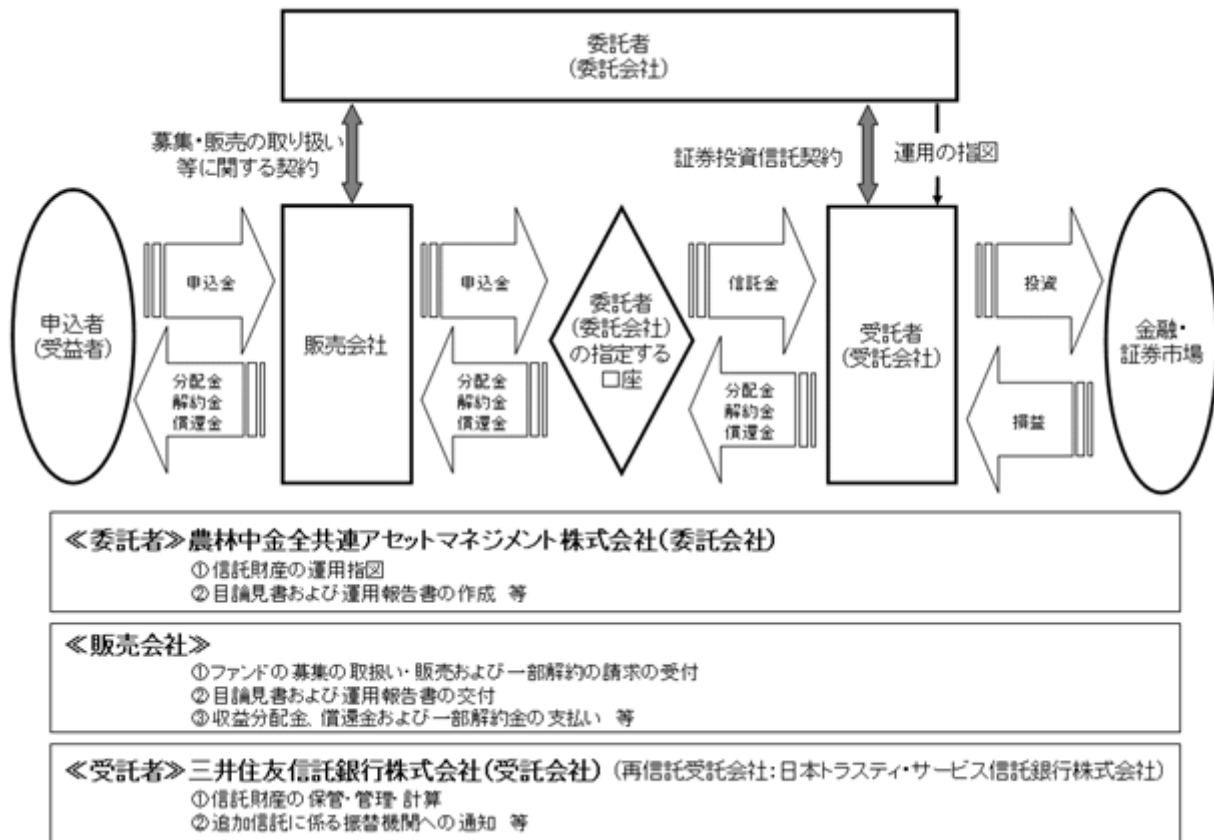 委託者
(委託会社)
募集・販売の取り扱い
等に関する契約
証券投資信託契約
運用の指図
申込者
(受益者)
申込金
分配金
解約金
償還金
販売会社
申込金
分配金
解約金
償還金
委託者
(委託会社)
の指定する
口座
信託金
分配金
解約金
償還金
受託者
(受託会社)
投資
損益
金融・
証券市場
≪委託者≫農林中金全共連アセットマネジメント株式会社(委託会社)
①信託財産の運用指図
②目論見書および運用報告書の作成 等
≪販売会社≫
①ファンドの募集の取扱い・販売および一部解約の請求の受付
②目論見書および運用報告書の交付
③収益分配金、償還金および一部解約金の支払い 等
≪受託者≫三井住友信託銀行株式会社(受託会社) (再信託受託会社:日本トラスティ・サービス信託銀行株式会社)
①信託財産の保管・管理・計算
②追加信託に係る振替機関への通知 等